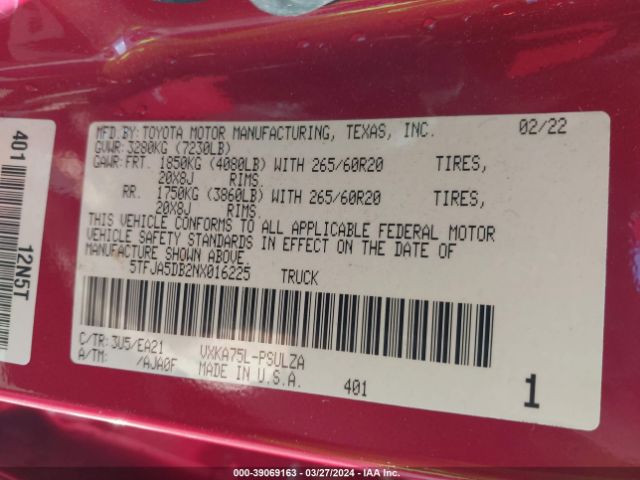 MFD.BY:TOYOTA MOTOR MANUFACTURING, TEXAS, INC. 02/22
GVWR:3280KG (7230LB)
GAWR:FRT. 1850KG (4080LB) WITH 265/60R20 TIRES,
20X8J RIMS.
RR. 1750KG (3860LB) WITH 265/60R20 TIRES,
20X8J RIMS.
THIS VEHICLE CONFORMS TO ALL APPLICABLE FEDERAL MOTOR
VEHICLE SAFETY STANDARDS IN EFFECT ON THE DATE OF
MANUFACTURE SHOWN ABOVE.
5TFJA5DB2NX016225 TRUCK
C/TR:3U5/EA21 VXKA75L-PSULZA
A/TM: /AJA0F MADE IN U.S.A. 401 1
401 12N5T
000-39069163 - 03/27/2024 - IAA Inc.